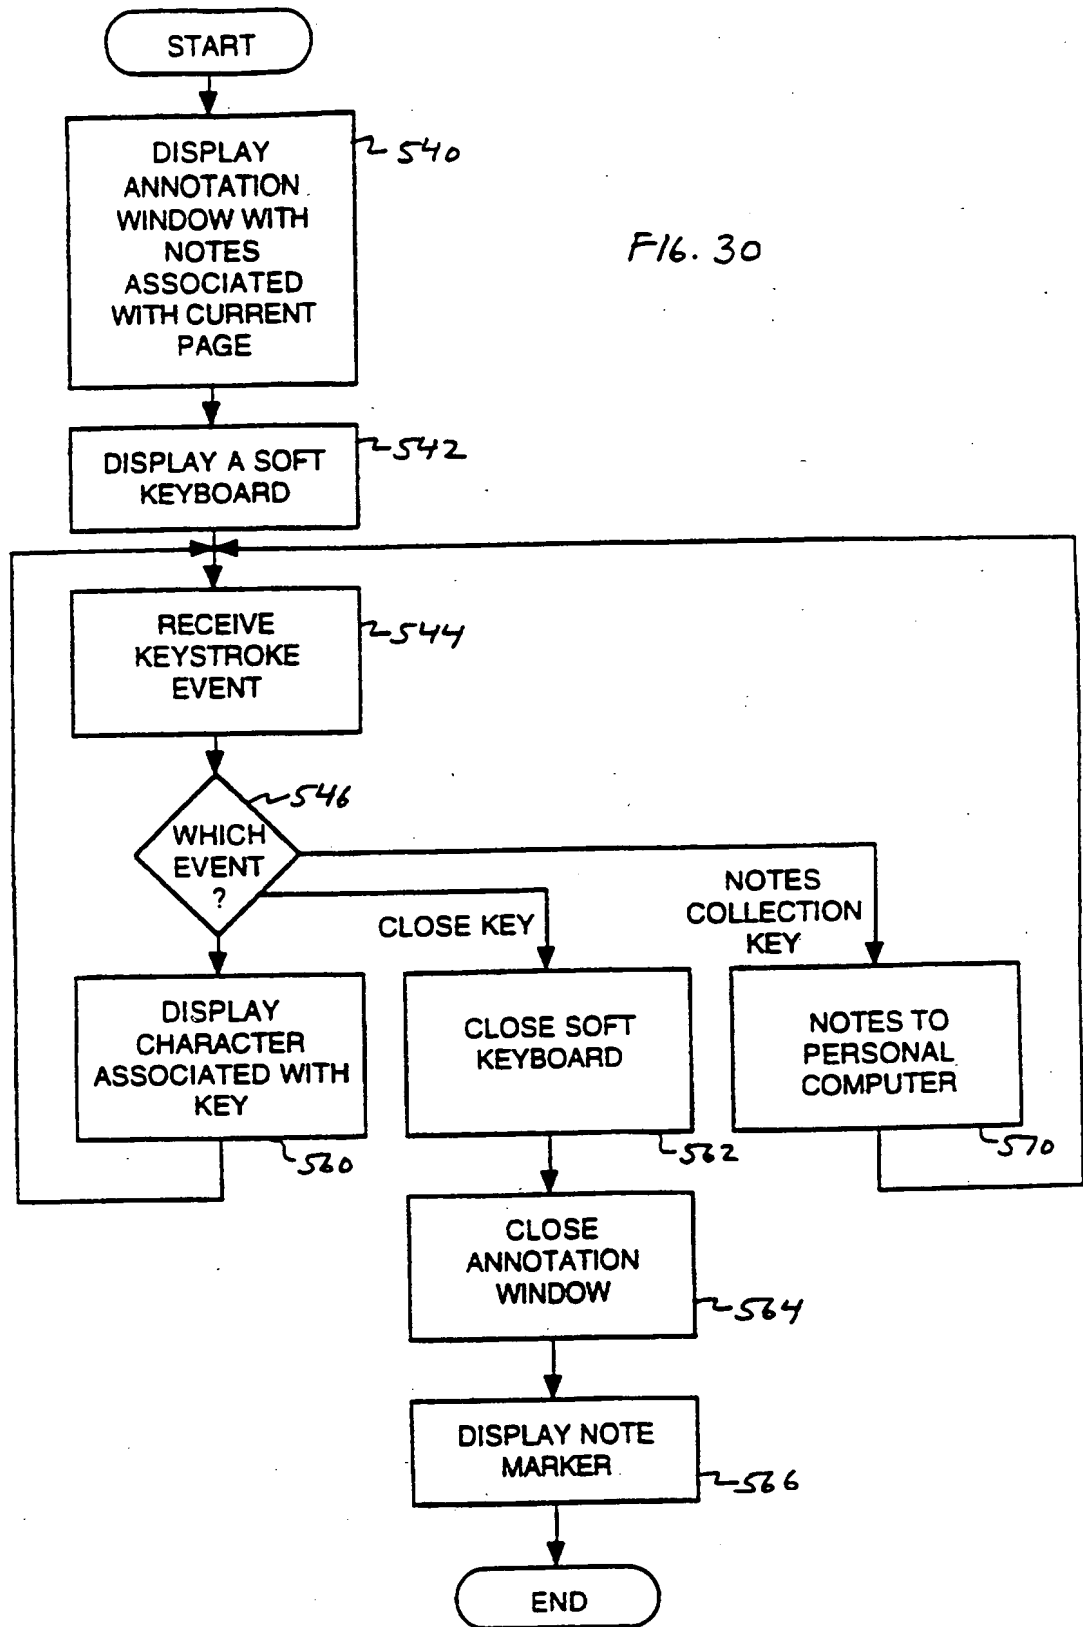 START
DISPLAY
ANNOTATION
WINDOW WITH
NOTES
ASSOCIATED
WITH CURRENT
PAGE
540
FIG. 30
DISPLAY A SOFT
KEYBOARD
542
RECEIVE
KEYSTROKE
EVENT
544
WHICH
EVENT
?
546
CLOSE KEY
NOTES
COLLECTION
KEY
DISPLAY
CHARACTER
ASSOCIATED WITH
KEY
560
CLOSE SOFT
KEYBOARD
562
NOTES TO
PERSONAL
COMPUTER
570
CLOSE
ANNOTATION
WINDOW
564
DISPLAY NOTE
MARKER
566
END